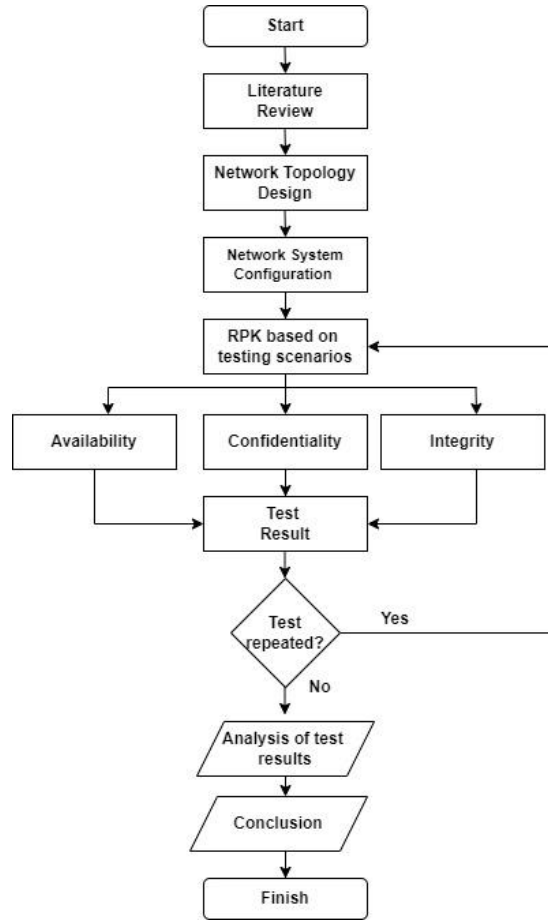 Start
Literature
Review
Network Topology
Design
Network System
Configuration
RPK based on
testing scenarios
Availability
Confidentiality
Integrity
Test
Result
Test
repeated?
Yes
No
Analysis of test
results
Conclusion
Finish